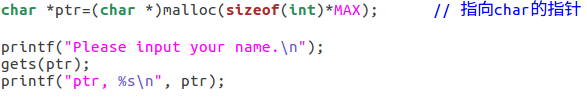 char *ptr=(char *)malloc(sizeof(int)*MAX);      // 指向char的指针
printf("Please input your name.\n");
gets(ptr);
printf("ptr, %s\n", ptr);